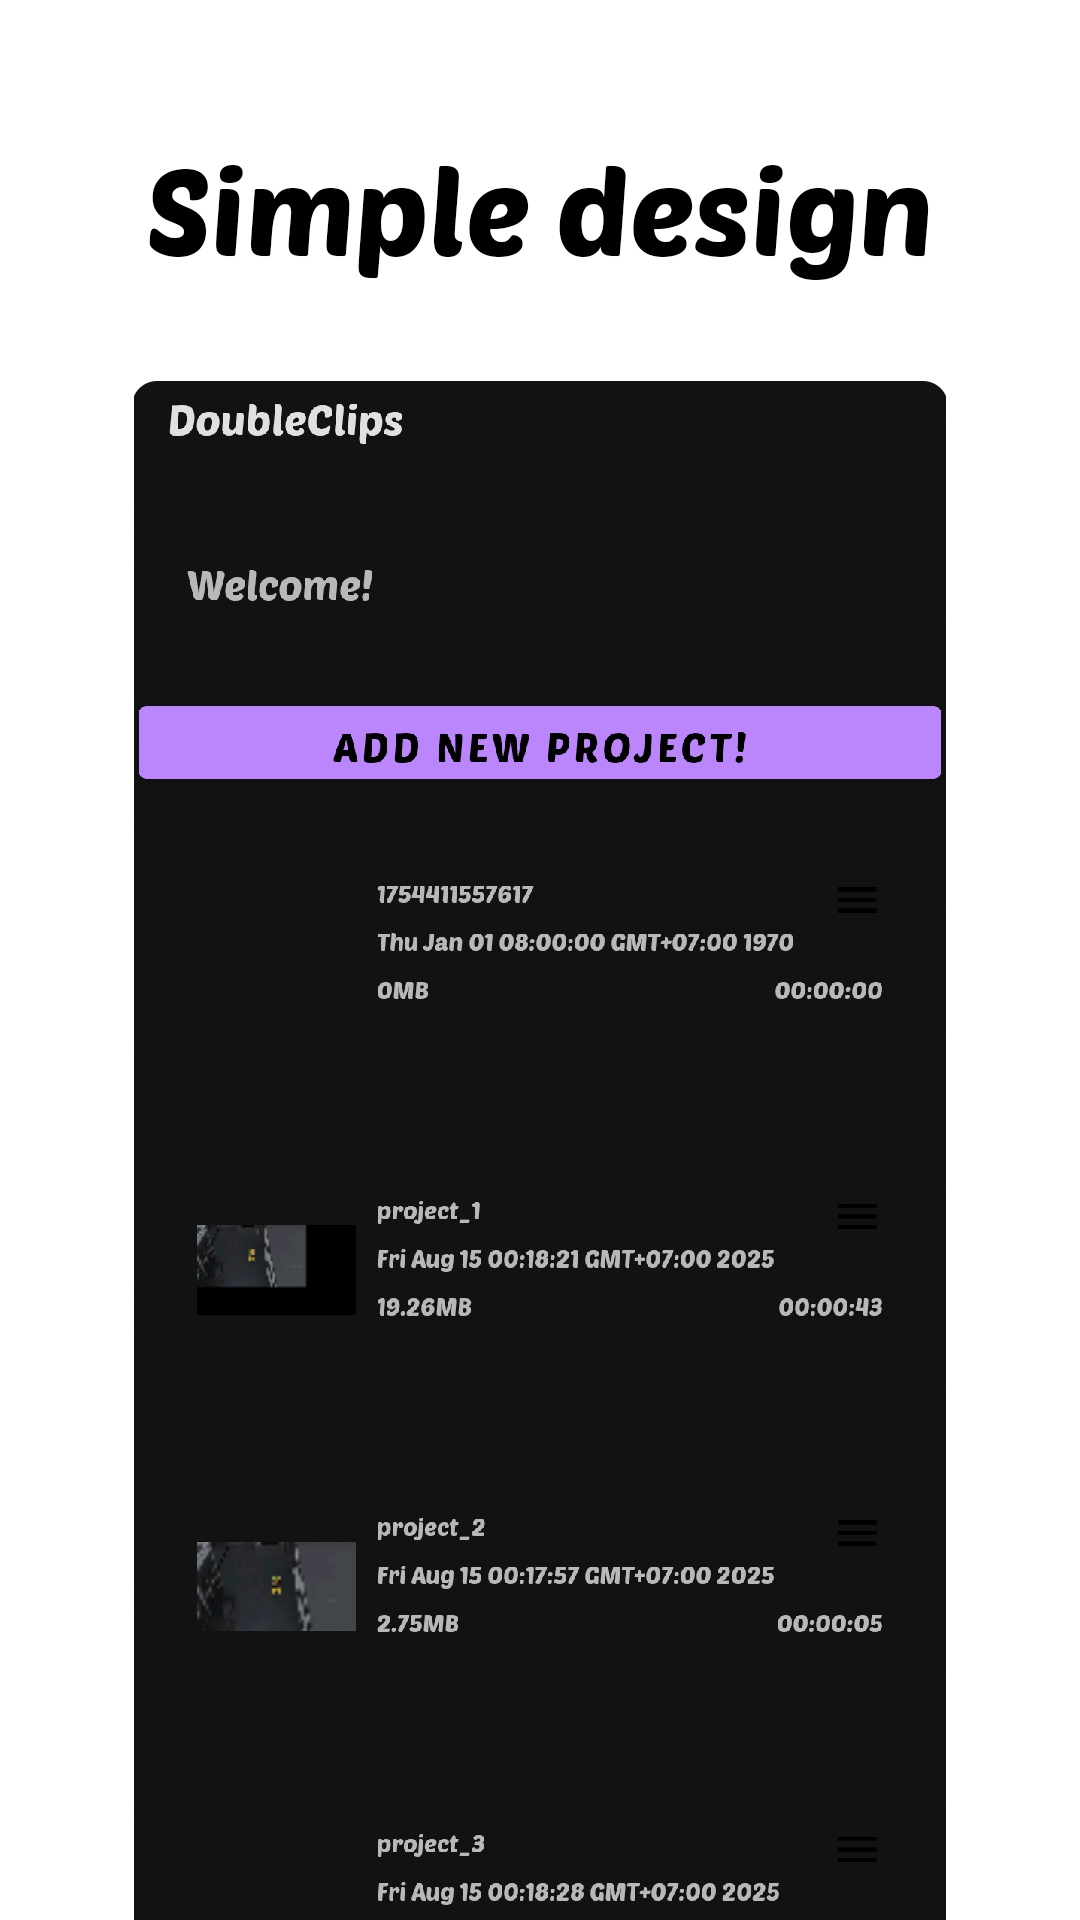 Simple design
DoubleClips
Welcome!
ADD NEW PROJECT!
1754411557617
Thu Jan 01 08:00:00 GMT+07:00 1970
0MB 00:00:00
project_1
Fri Aug 15 00:18:21 GMT+07:00 2025
19.26MB 00:00:43
project_2
Fri Aug 15 00:17:57 GMT+07:00 2025
2.75MB 00:00:05
project_3
Fri Aug 15 00:18:28 GMT+07:00 2025